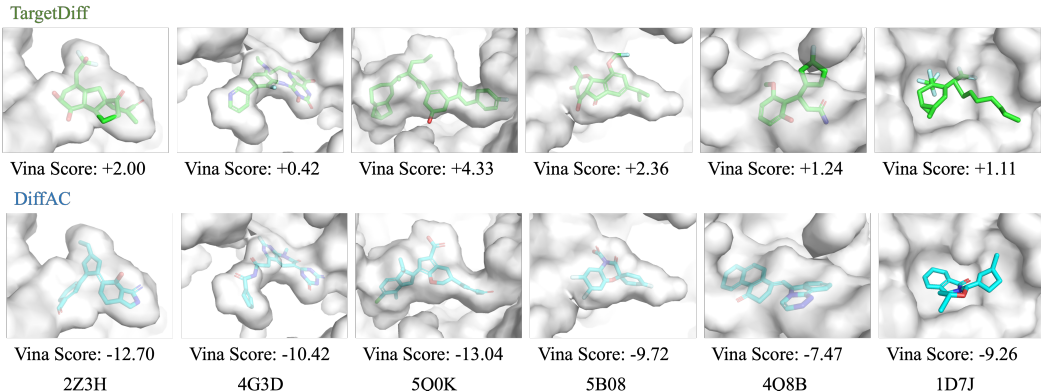 TargetDiff
Vina Score: +2.00 Vina Score: +0.42 Vina Score: +4.33 Vina Score: +2.36 Vina Score: +1.24 Vina Score: +1.11
DiffAC
Vina Score: -12.70 Vina Score: -10.42 Vina Score: -13.04 Vina Score: -9.72 Vina Score: -7.47 Vina Score: -9.26
2Z3H 4G3D 5Q0K 5B08 4Q8B 1D7J